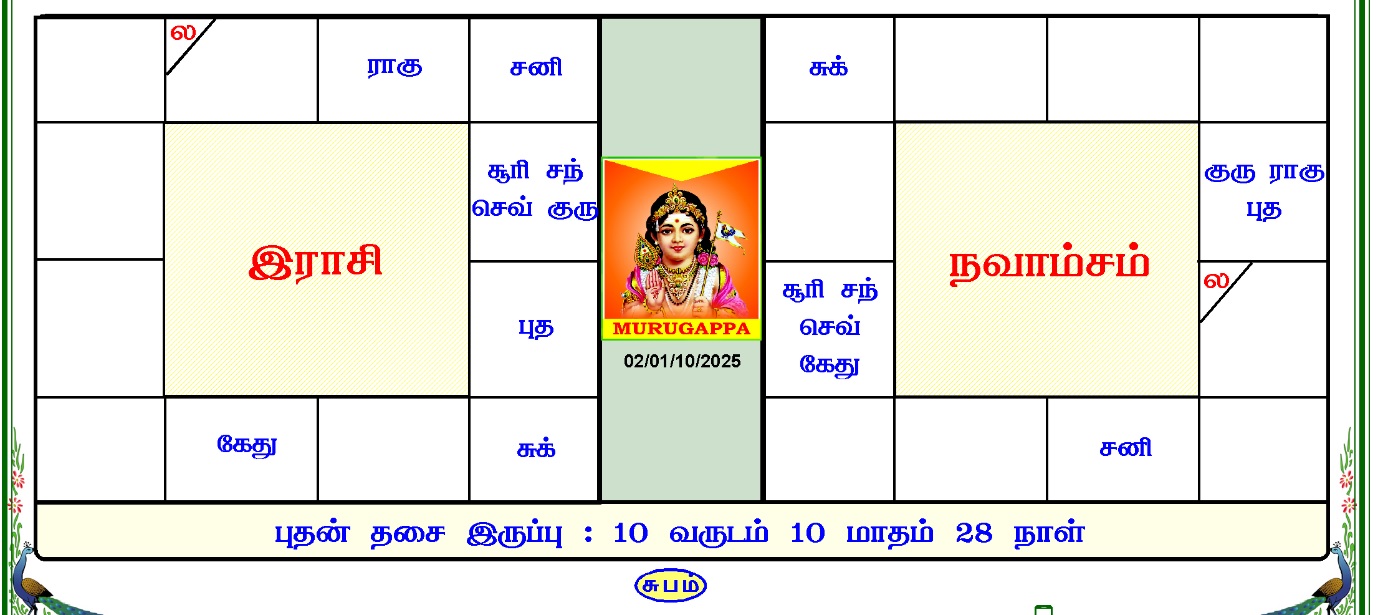 ல
ராகு
சனி
சுக்
சூரி சந்
செவ் குரு
குரு ராகு
புத
இராசி
நவாம்சம்
ல
சூரி சந்
செவ்
கேது
புத
MURUGAPPA
02/01/10/2025
கேது
சுக்
சனி
புதன் தசை இருப்பு : 10 வருடம் 10 மாதம் 28 நாள்
சுபம்